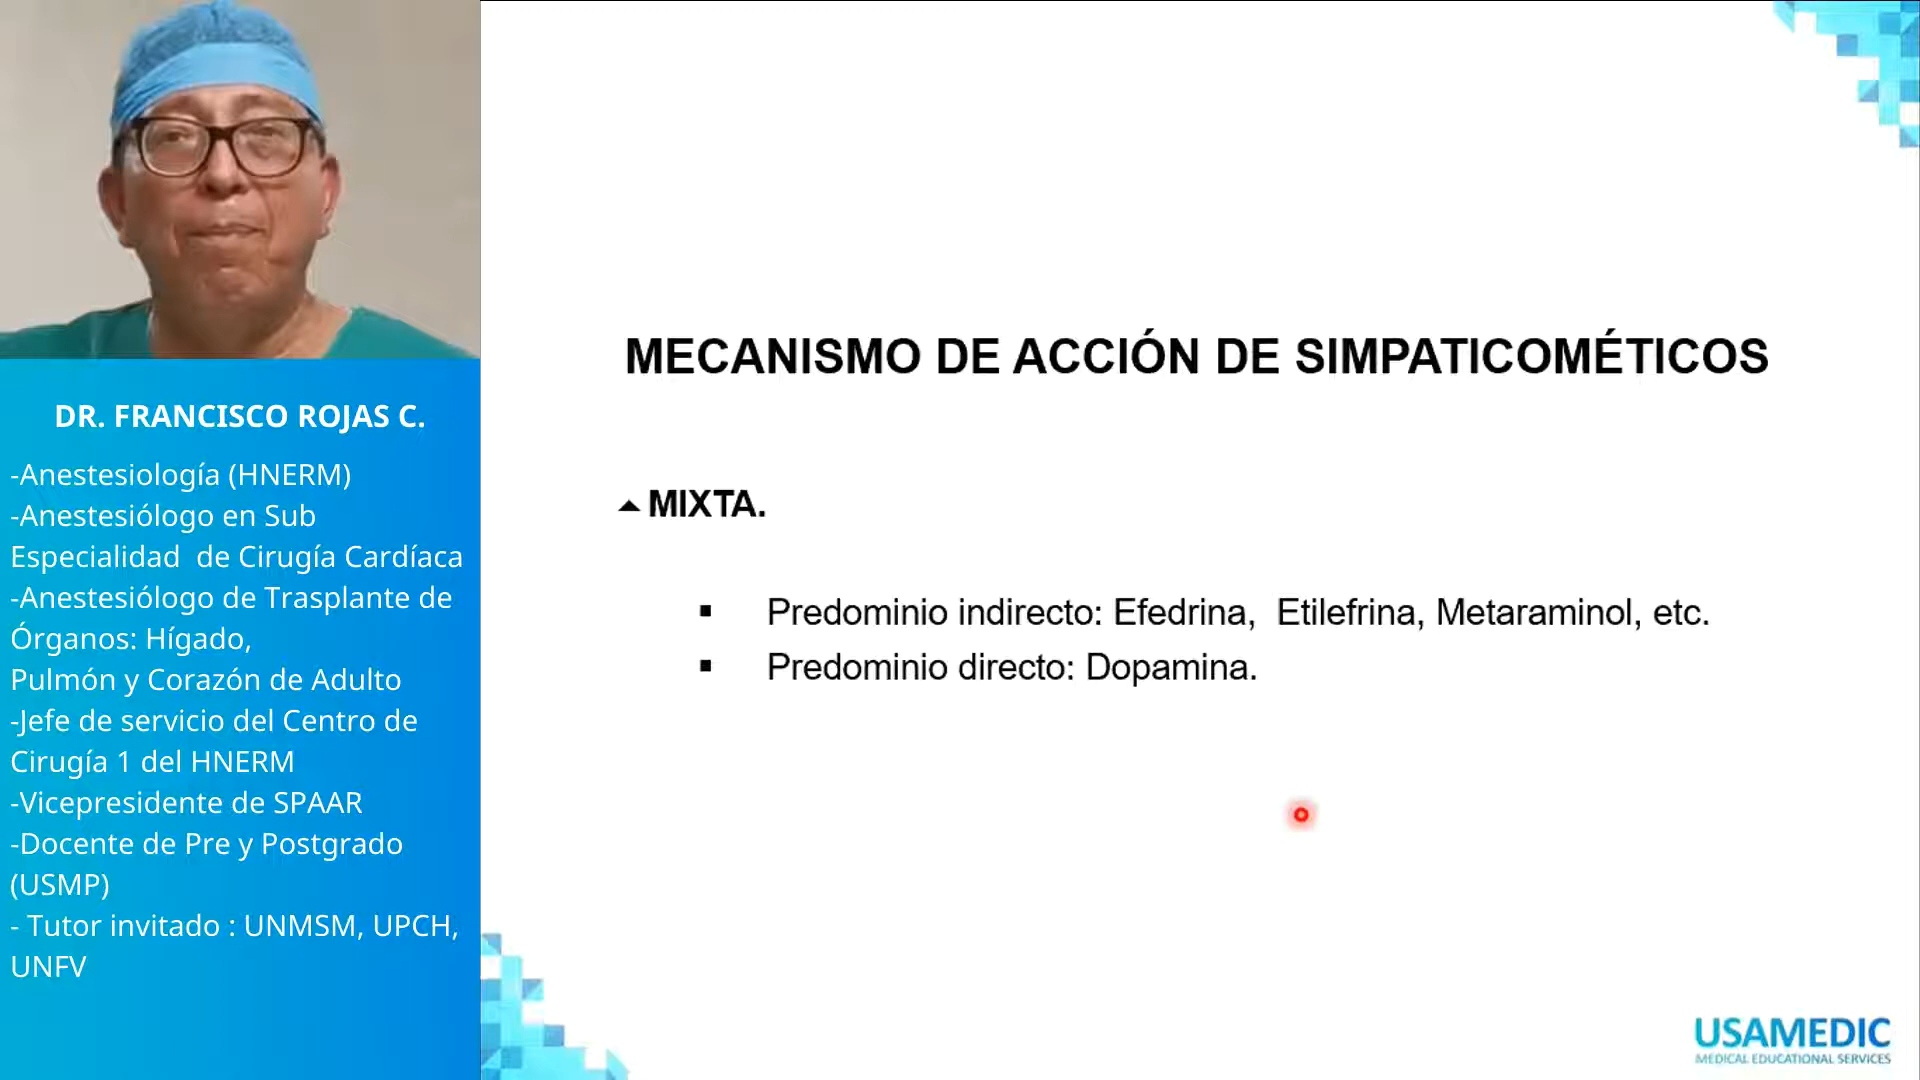 DR. FRANCISCO ROJAS C.
-Anestesiología (HNERM)
-Anestesiólogo en Sub
Especialidad  de Cirugía Cardíaca
-Anestesiólogo de Trasplante de
Órganos: Hígado,
Pulmón y Corazón de Adulto
-Jefe de servicio del Centro de
Cirugía 1 del HNERM
-Vicepresidente de SPAAR
-Docente de Pre y Postgrado
(USMP)
- Tutor invitado : UNMSM, UPCH,
UNFV
MECANISMO DE ACCIÓN DE SIMPATICOMÉTICOS
MIXTA.
▪ Predominio indirecto: Efedrina,  Etilefrina, Metaraminol, etc.
▪ Predominio directo: Dopamina.
USAMEDIC
MEDICAL EDUCATIONAL SERVICES